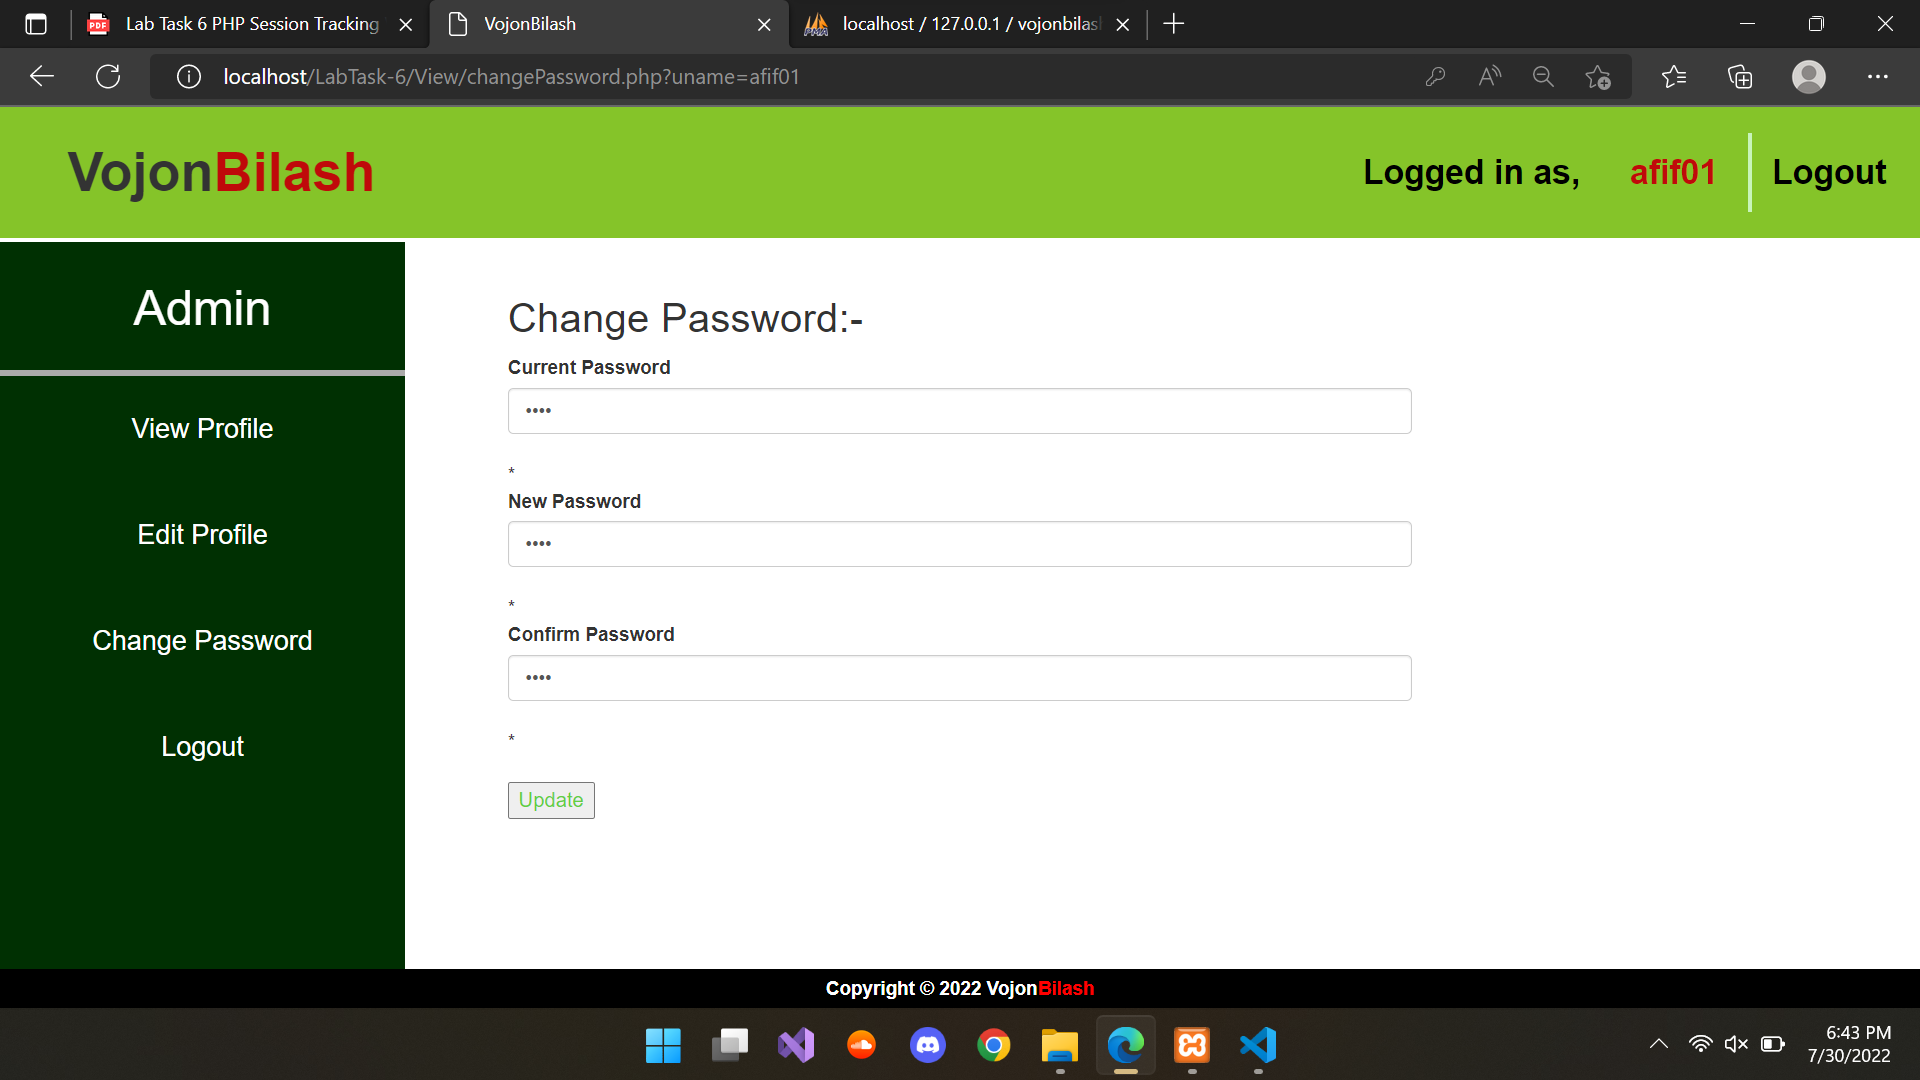 Lab Task 6 PHP Session Tracking
VojonBilash
localhost / 127.0.0.1 / vojonbilash
localhost/LabTask-6/View/changePassword.php?uname=afif01
VojonBilash
Logged in as, afif01
Logout
Admin
View Profile
Edit Profile
Change Password
Logout
Change Password:-
Current Password
••••
*
New Password
••••
*
Confirm Password
••••
*
Update
Copyright © 2022 VojonBilash
6:43 PM
7/30/2022